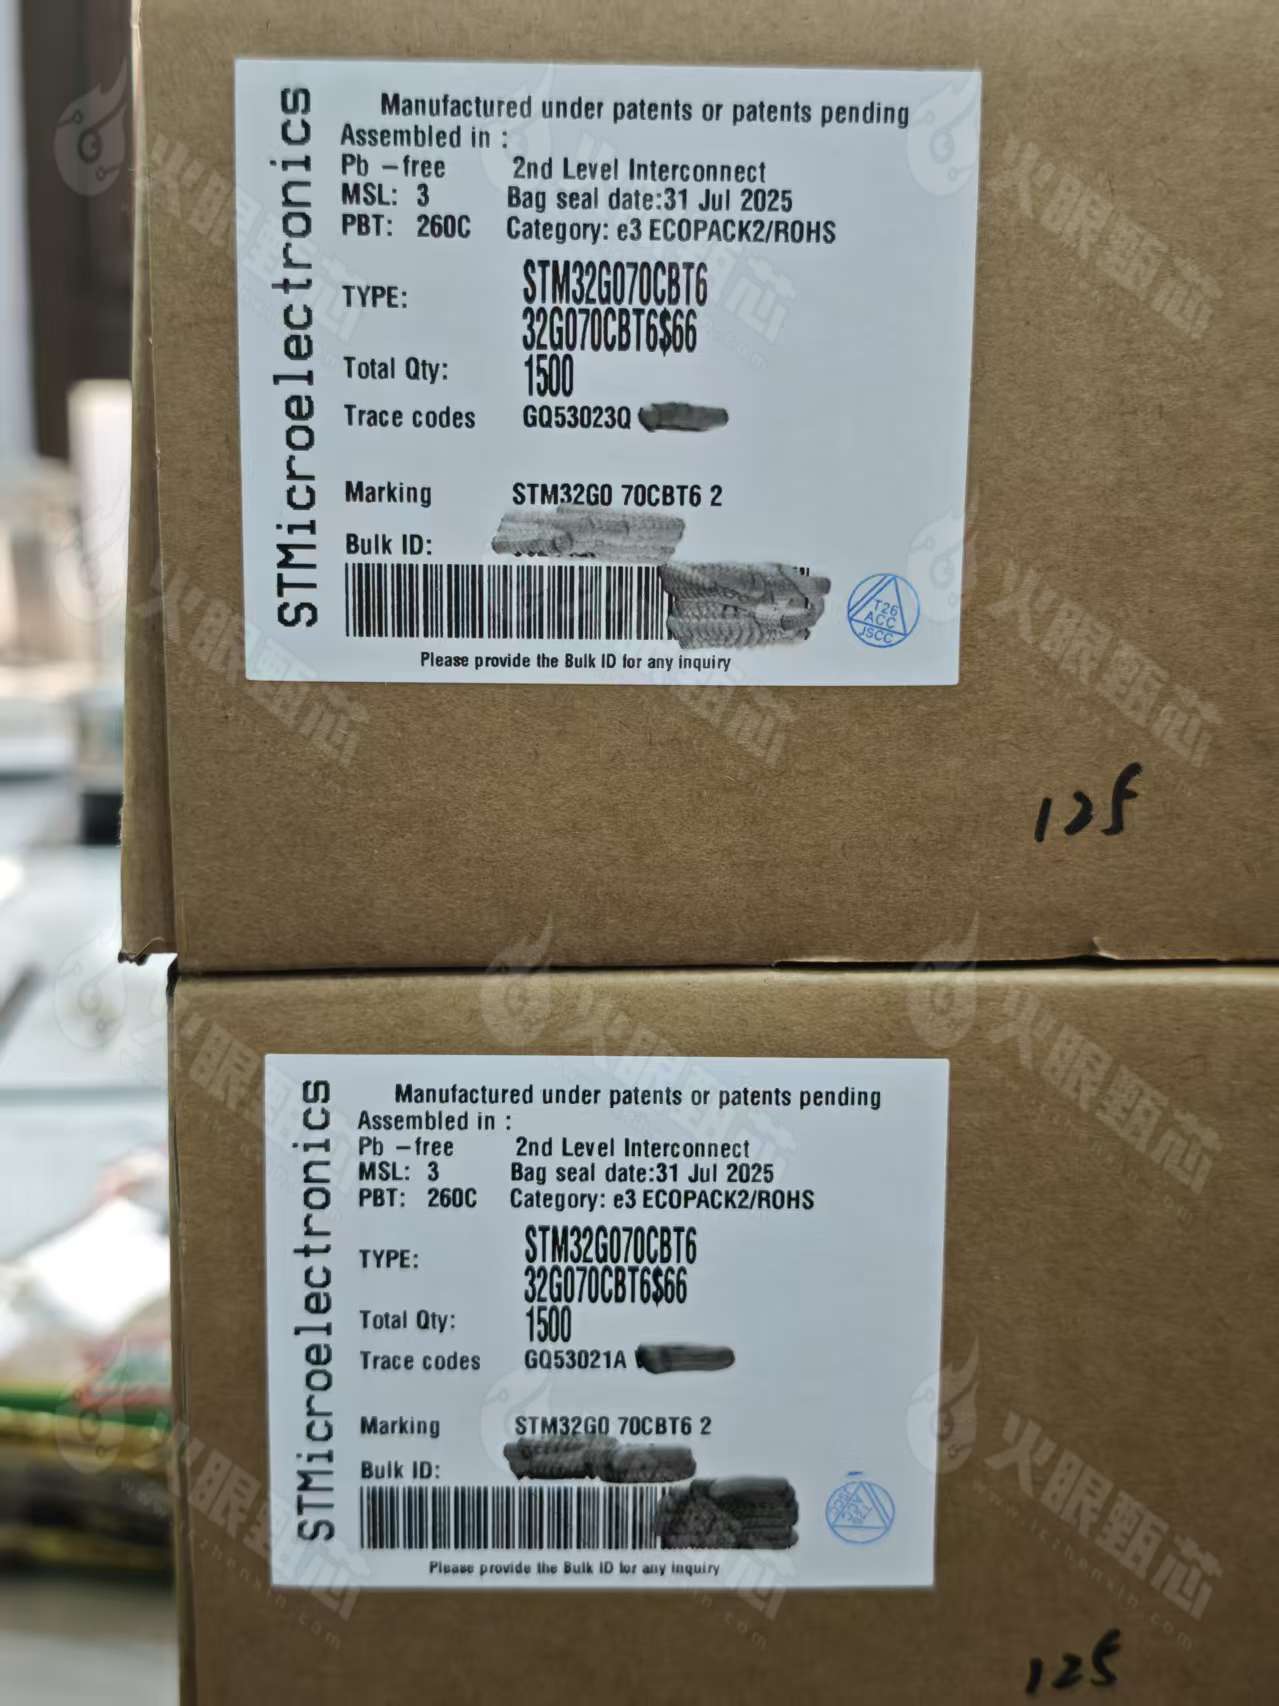 STMicroelectronics
Manufactured under patents or patents pending
Assembled in :
Pb -free 2nd Level Interconnect
MSL: 3 Bag seal date:31 Jul 2025
PBT: 260C Category: e3 ECOPACK2/ROHS
TYPE: STM32G070CBT6
32G070CBT6$66
Total Qty: 1500
Trace codes GQ53023Q
Marking STM32G0 70CBT6 2
Bulk ID:
Please provide the Bulk ID for any inquiry
T26
ACC
JSCC
125
STMicroelectronics
Manufactured under patents or patents pending
Assembled in :
Pb -free 2nd Level Interconnect
MSL: 3 Bag seal date:31 Jul 2025
PBT: 260C Category: e3 ECOPACK2/ROHS
TYPE: STM32G070CBT6
32G070CBT6$66
Total Qty: 1500
Trace codes GQ53021A
Marking STM32G0 70CBT6 2
Bulk ID:
Please provide the Bulk ID for any inquiry
125
火眼甄芯